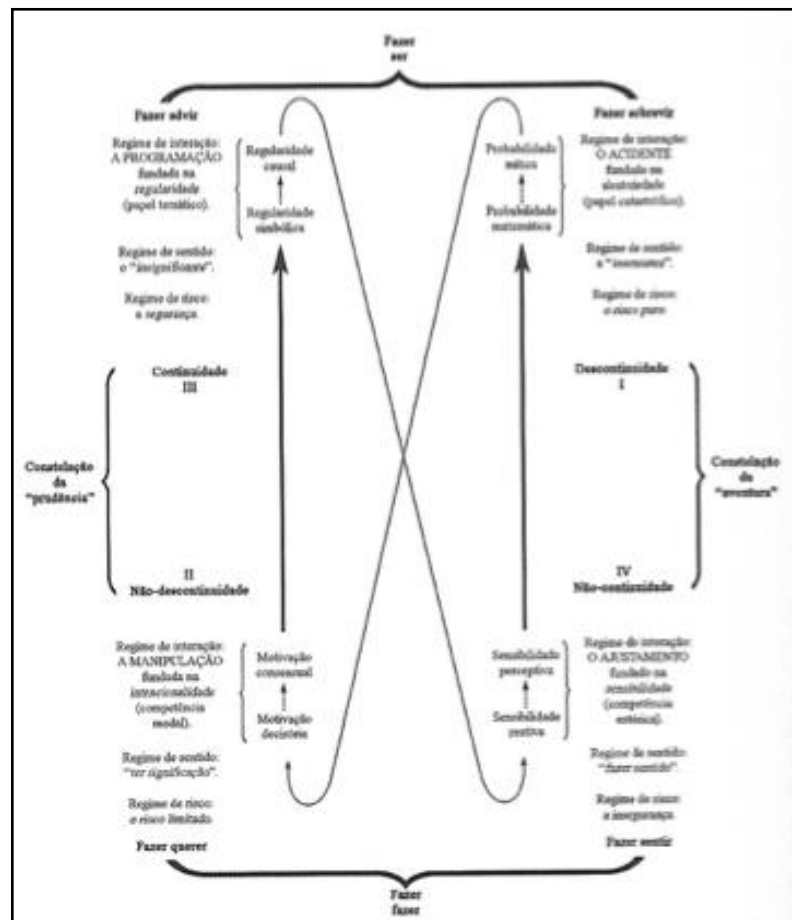 Fazer
ser
Fazer advir
Regime de interação:
A PROGRAMAÇÃO
fundada na
regularidade
(papel temático).
Regime de sentido:
o “insignificante”.
Regime de risco:
a segurança.
Regularidade
causal
Regularidade
simbólica
Probabilidade
mítica
Probabilidade
matemática
Fazer
Regime de interação:
O ACIDENTE
fundado na
aleatoriedade
(papel catastrófico).
Regime de sentido:
Regime de risco:
o risco puro
Continuidade
III
Descontinuidade
I
Constelação
da
“prudência”
Constelação
da
“aventura”
II
Não-descontinuidade
IV
Não-continuidade
Regime de interação:
A MANIPULAÇÃO
fundada na
intencionalidade
(competência
modal).
Regime de sentido:
“ter significação”.
Regime de risco:
o risco limitado.
Fazer querer
Motivação
consensual
Motivação
decisória
Sensibilidade
perceptiva
Sensibilidade
reativa
Regime de interação:
O AJUSTAMENTO
fundado na
sensibilidade
(competência
estésica).
Regime de sentido:
“fazer sentido”.
Regime de risco:
a insegurança.
Fazer sentir
Fazer
fazer